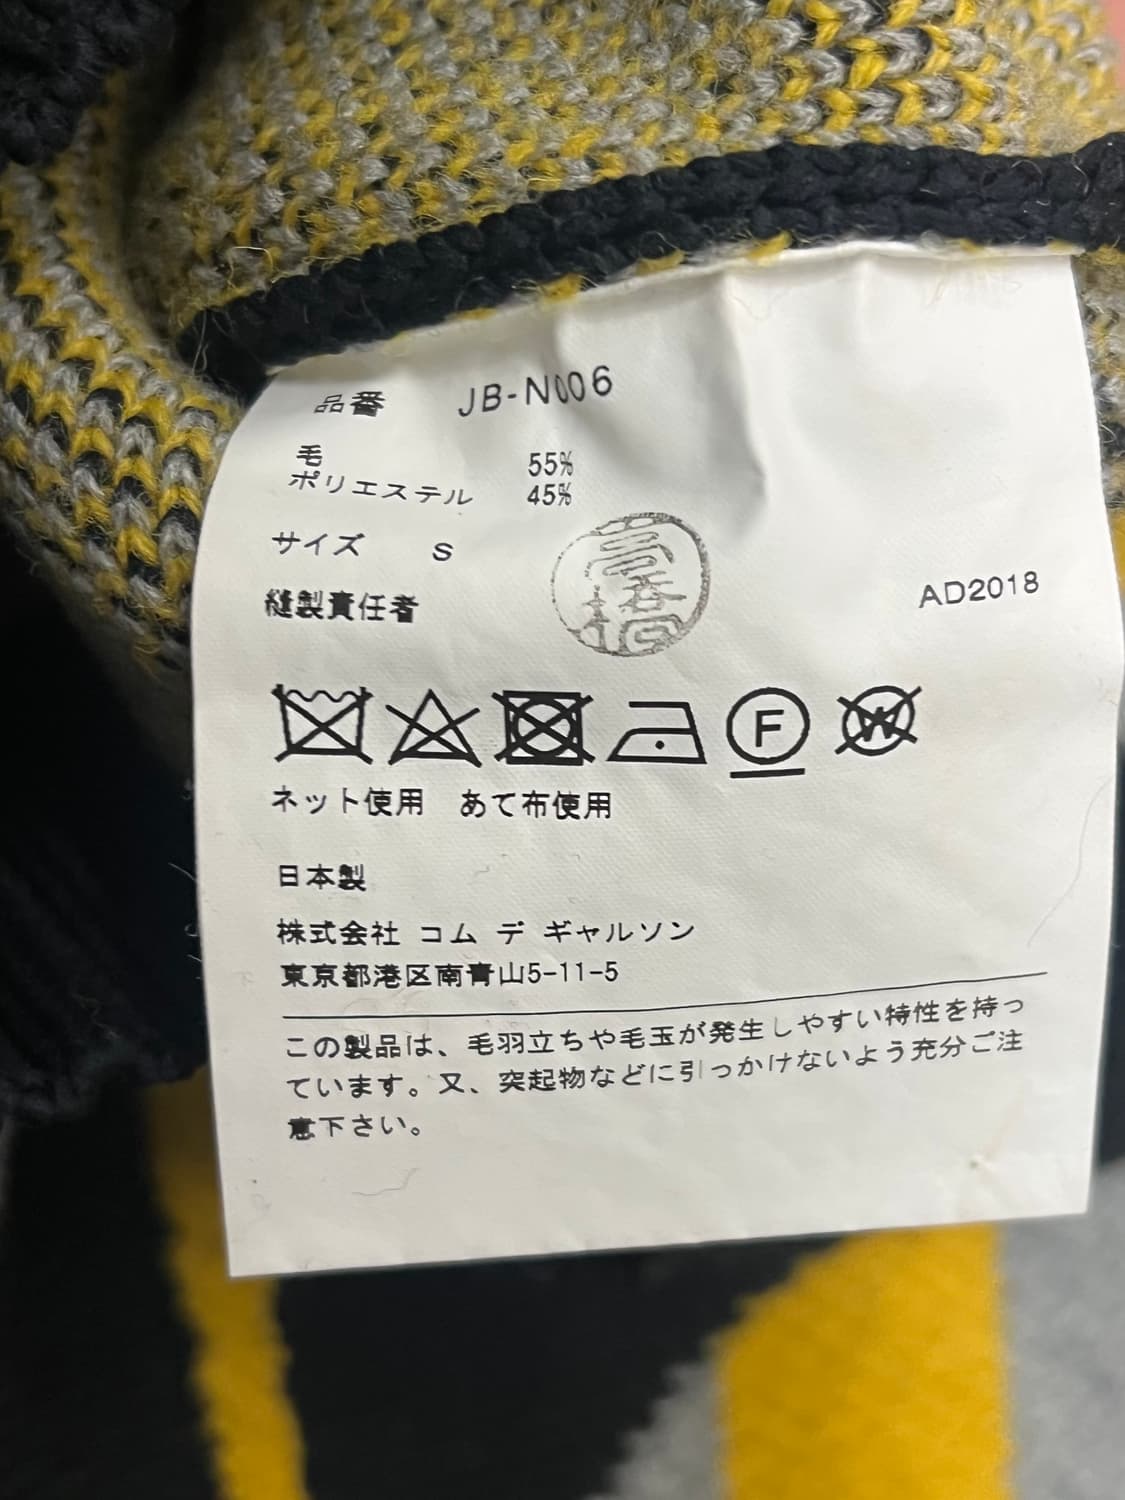 品番 JB-N006
毛 55%
ポリエステル 45%
サイズ S
縫製責任者 高橋
AD2018
F W
ネット使用 あて布使用
日本製
株式会社 コム デ ギャルソン
東京都港区南青山5-11-5
この製品は、毛羽立ちや毛玉が発生しやすい特性を持っ
ています。又、突起物などに引っかけないよう充分ご注
意下さい。